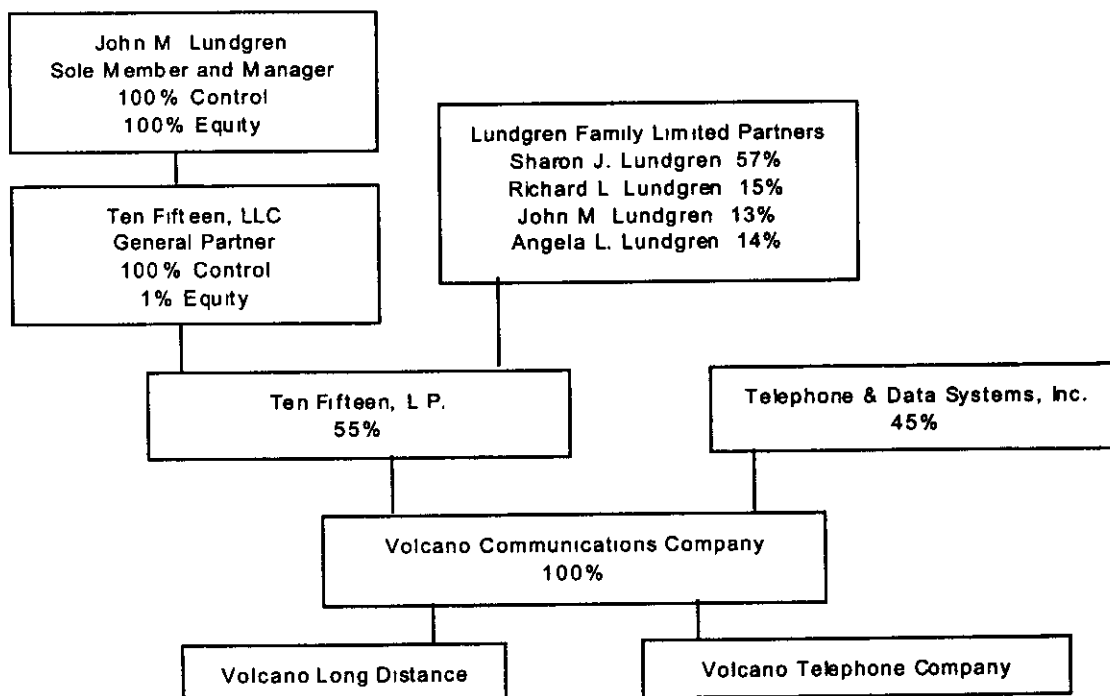 John M Lundgren
Sole Member and Manager
100% Control
100% Equity
Lundgren Family Limited Partners
Sharon J. Lundgren 57%
Richard L Lundgren 15%
John M Lundgren 13%
Angela L. Lundgren 14%
Ten Fifteen, LLC
General Partner
100% Control
1% Equity
Ten Fifteen, L P.
55%
Telephone & Data Systems, Inc.
45%
Volcano Communications Company
100%
Volcano Long Distance
Volcano Telephone Company